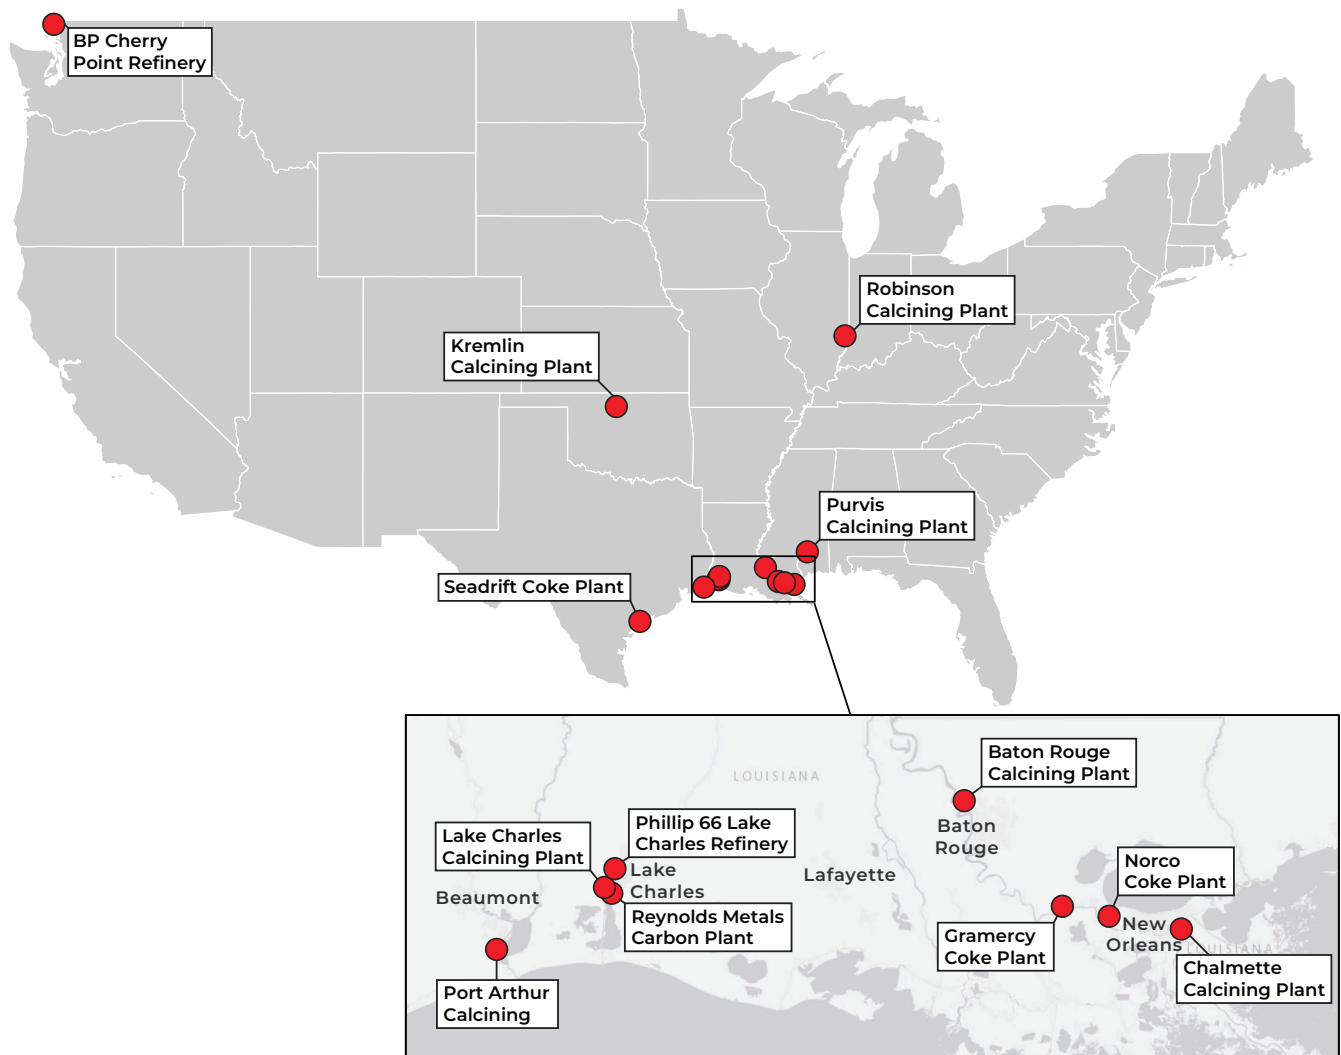 BP Cherry
Point Refinery
Robinson
Calcining Plant
Kremlin
Calcining Plant
Purvis
Calcining Plant
Seadrift Coke Plant
LOUISIANA
Baton Rouge
Calcining Plant
Baton
Rouge
Phillip 66 Lake
Charles Refinery
Lake Charles
Calcining Plant
Lake
Charles
Lafayette
Beaumont
Norco
Coke Plant
Reynolds Metals
Carbon Plant
New
Orleans
LOUISIANA
Gramercy
Coke Plant
Chalmette
Calcining Plant
Port Arthur
Calcining